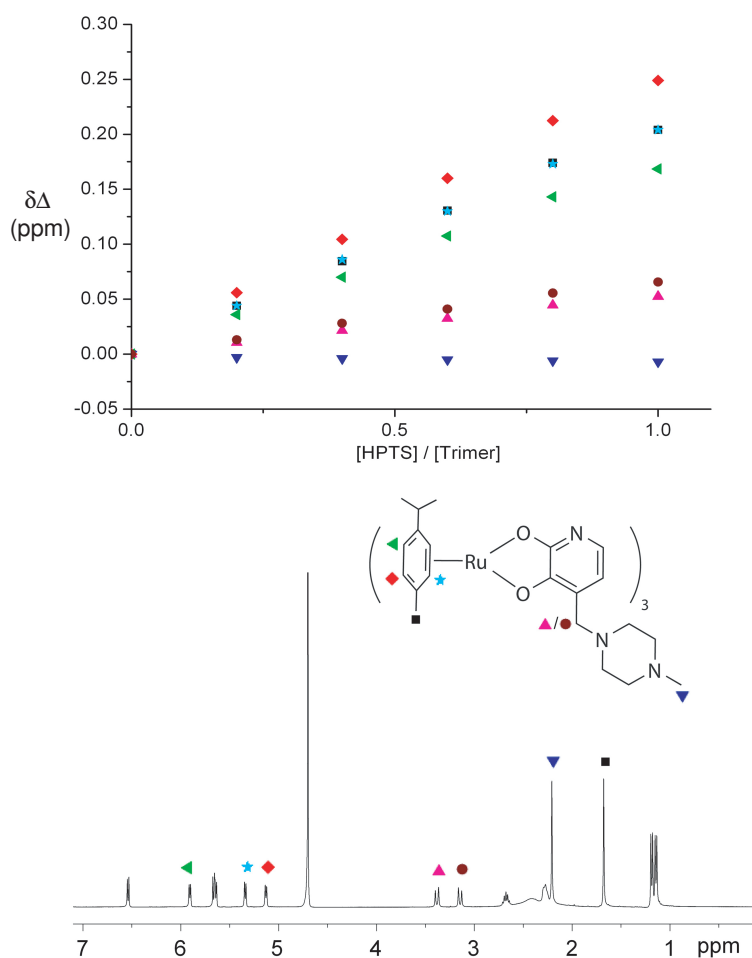 0.30
0.25
0.20
0.15
0.10
0.05
0.00
-0.05
δΔ
(ppm)
0.0 0.5 1.0
[HPTS] / [Trimer]
Ru
O
O
N
3
/
N
N
7 6 5 4 3 2 1 ppm